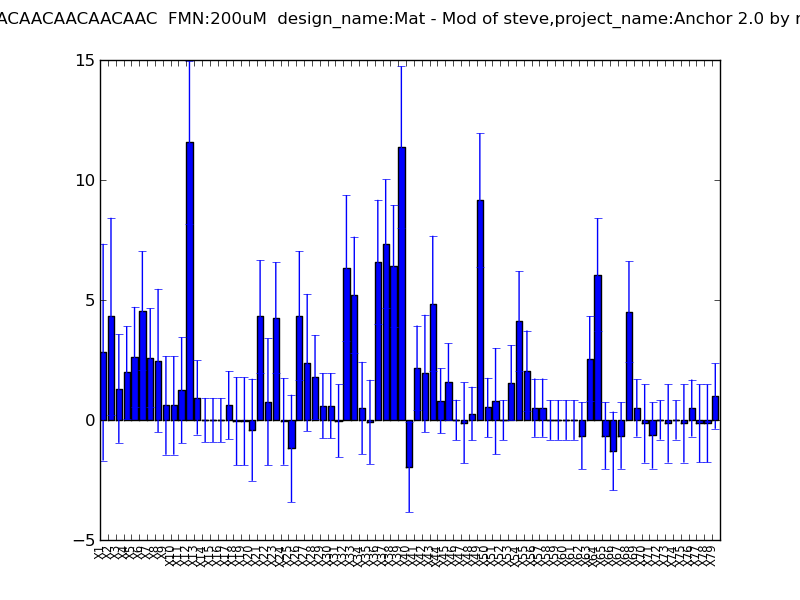 ACAACAACAACAAC  FMN:200uM  design_name:Mat - Mod of steve,project_name:Anchor 2.0 by
15
10
5
0
−5
X1 X2 X3 X4 X5 X6 X7 X8 X9 X10 X11 X12 X13 X14 X15 X16 X17 X18 X19 X20 X21 X22 X23 X24 X25 X26 X27 X28 X29 X30 X31 X32 X33 X34 X35 X36 X37 X38 X39 X40 X41 X42 X43 X44 X45 X46 X47 X48 X49 X50 X51 X52 X53 X54 X55 X56 X57 X58 X59 X60 X61 X62 X63 X64 X65 X66 X67 X68 X69 X70 X71 X72 X73 X74 X75 X76 X77 X78 X79